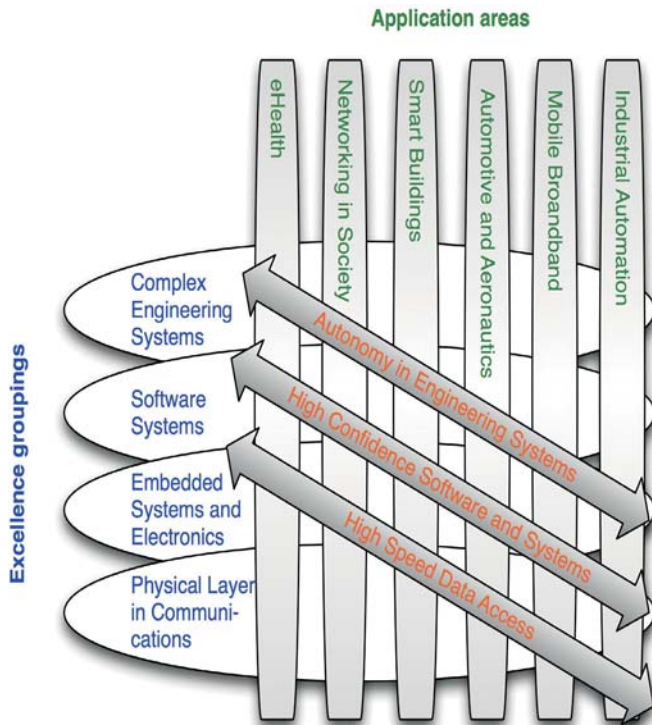 Application areas
eHealth
Networking in Society
Smart Buildings
Automotive and Aeronautics
Mobile Broandband
Industrial Automation
Excellence groupings
Complex
Engineering
Systems
Software
Systems
Embedded
Systems and
Electronics
Physical Layer
in Communi-
cations
Autonomy in Engineering Systems
High Confidence Software and Systems
High Speed Data Access